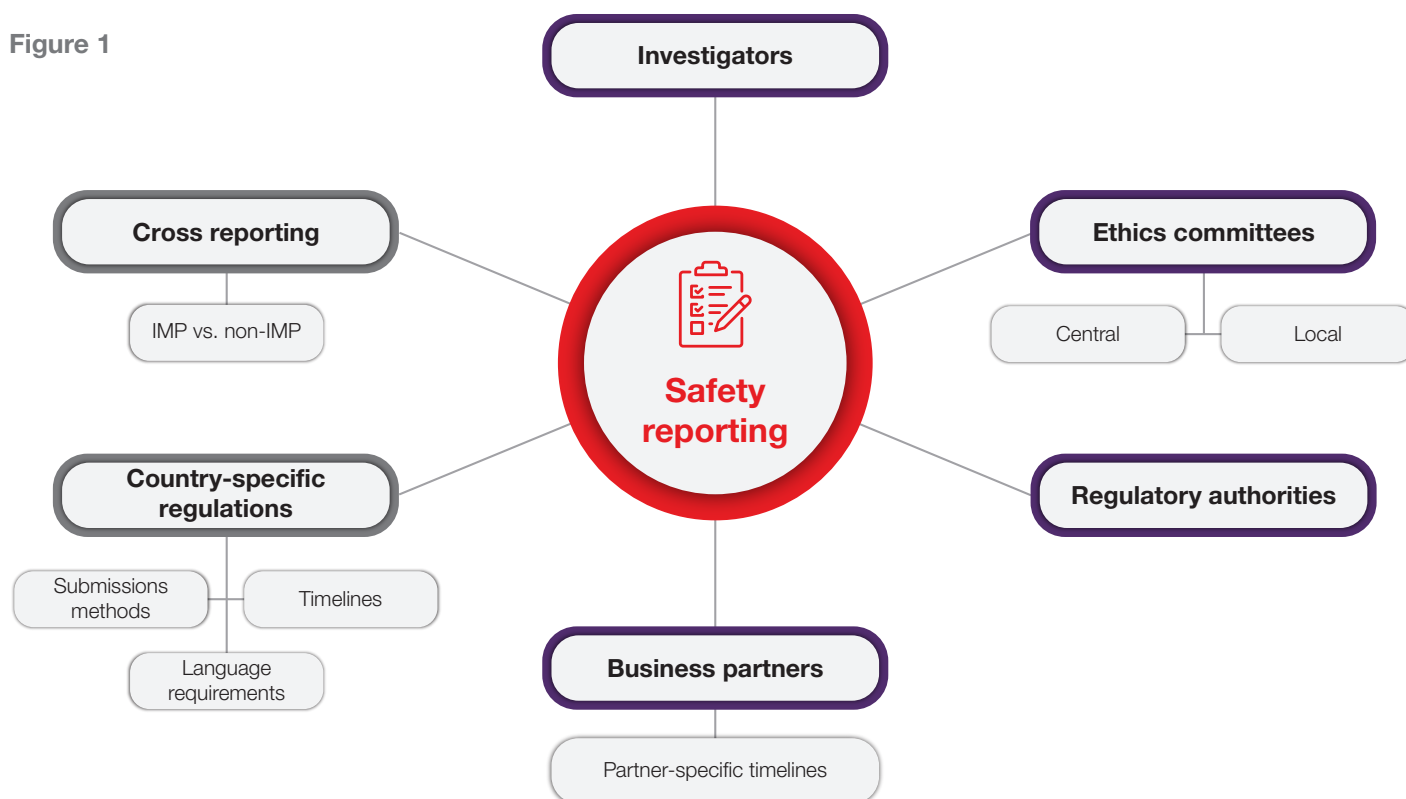 Figure 1
Investigators
Cross reporting
IMP vs. non-IMP
Ethics committees
Central
Local
Safety
reporting
Country-specific
regulations
Submissions
methods
Timelines
Language
requirements
Regulatory authorities
Business partners
Partner-specific timelines